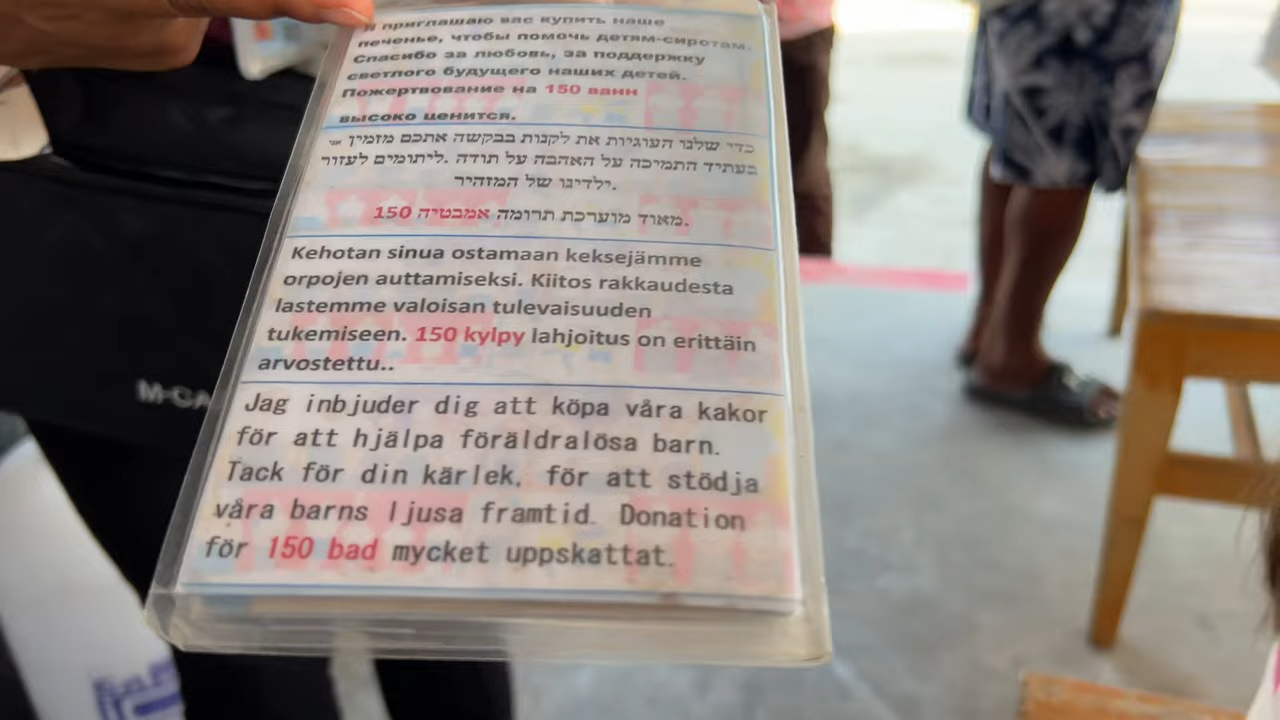 Я приглашаю вас купить наше
печенье, чтобы помочь детям-сиротам.
Спасибо за любовь, за поддержку
светлого будущего наших детей.
Пожертвование на 150 ванн
высоко ценится.
כדי שלנו העוגיות את לקנות בבקשה אתכם מזמין אני
בעתיד התמיכה על האהבה על תודה .ליתומים לעזור
.ילדינו של המזהיר
.מאוד מוערכת תרומה אמבטיה 150
Kehotan sinua ostamaan keksejämme
orpojen auttamiseksi. Kiitos rakkaudesta
lastemme valoisan tulevaisuuden
tukemiseen. 150 kylpy lahjoitus on erittäin
arvostettu..
Jag inbjuder dig att köpa våra kakor
för att hjälpa föräldralösa barn.
Tack för din kärlek, för att stödja
våra barns ljusa framtid. Donation
för 150 bad mycket uppskattat.